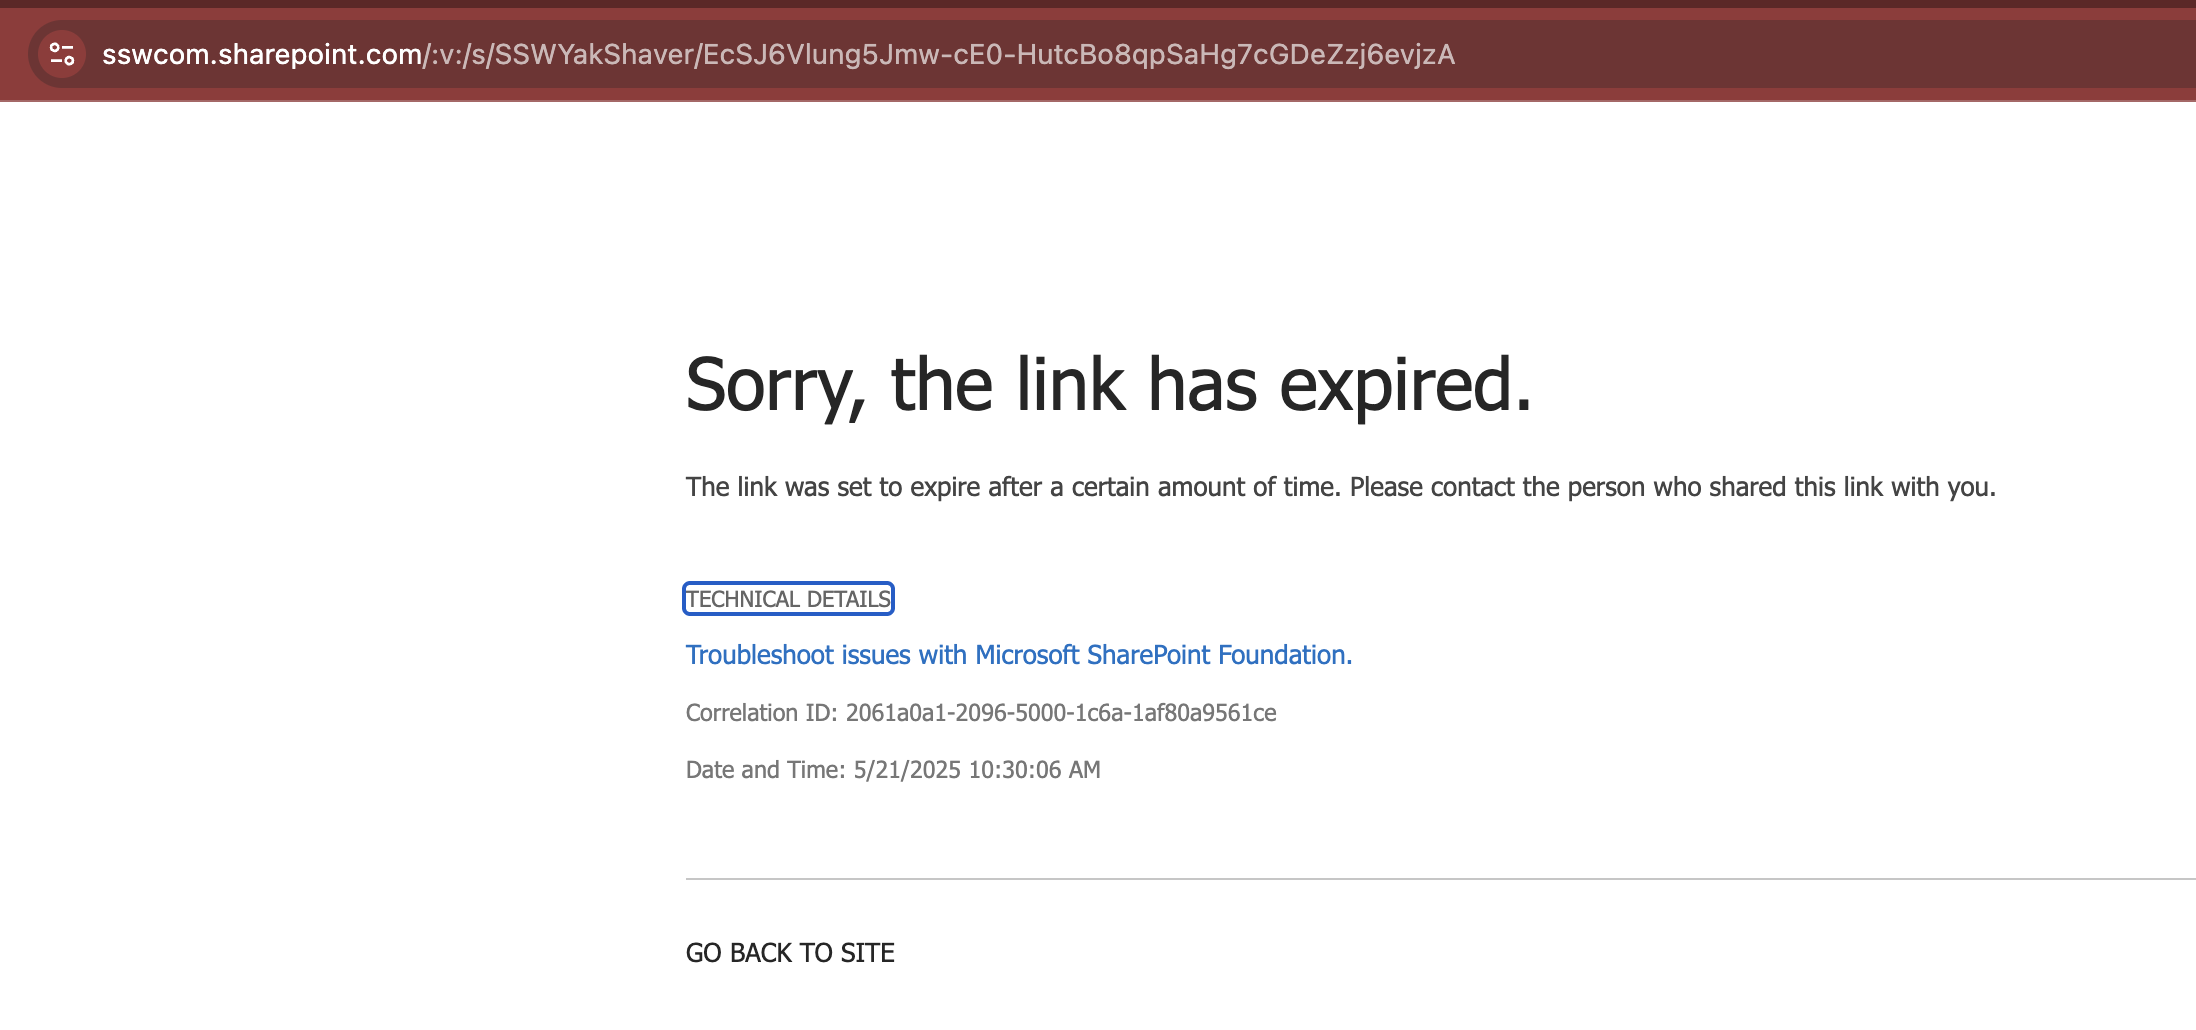 sswcom.sharepoint.com/:v:/s/SSWYakShaver/EcSJ6Vlung5Jmw-cE0-HutcBo8qpSaHg7cGDeZzj6evjzA
Sorry, the link has expired.
The link was set to expire after a certain amount of time. Please contact the person who shared this link with you.
TECHNICAL DETAILS
Troubleshoot issues with Microsoft SharePoint Foundation.
Correlation ID: 2061a0a1-2096-5000-1c6a-1af80a9561ce
Date and Time: 5/21/2025 10:30:06 AM
GO BACK TO SITE